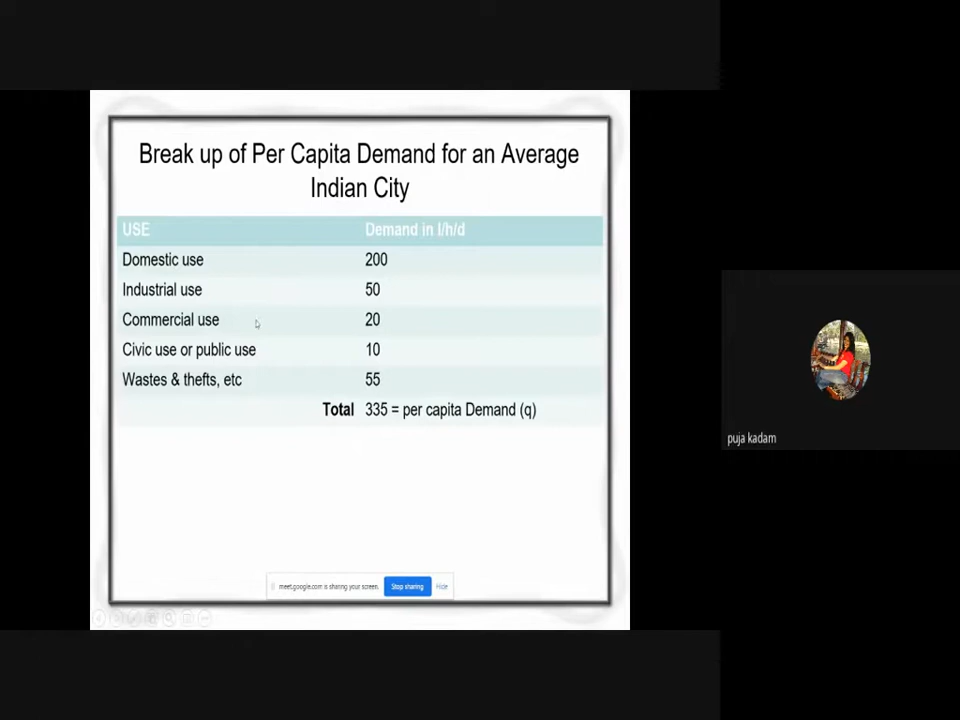 Break up of Per Capita Demand for an Average
Indian City
USE Demand in l/h/d
Domestic use 200
Industrial use 50
Commercial use 20
Civic use or public use 10
Wastes & thefts, etc 55
Total 335 = per capita Demand (q)
meet.google.com is sharing your screen. Stop sharing Hide
puja kadam